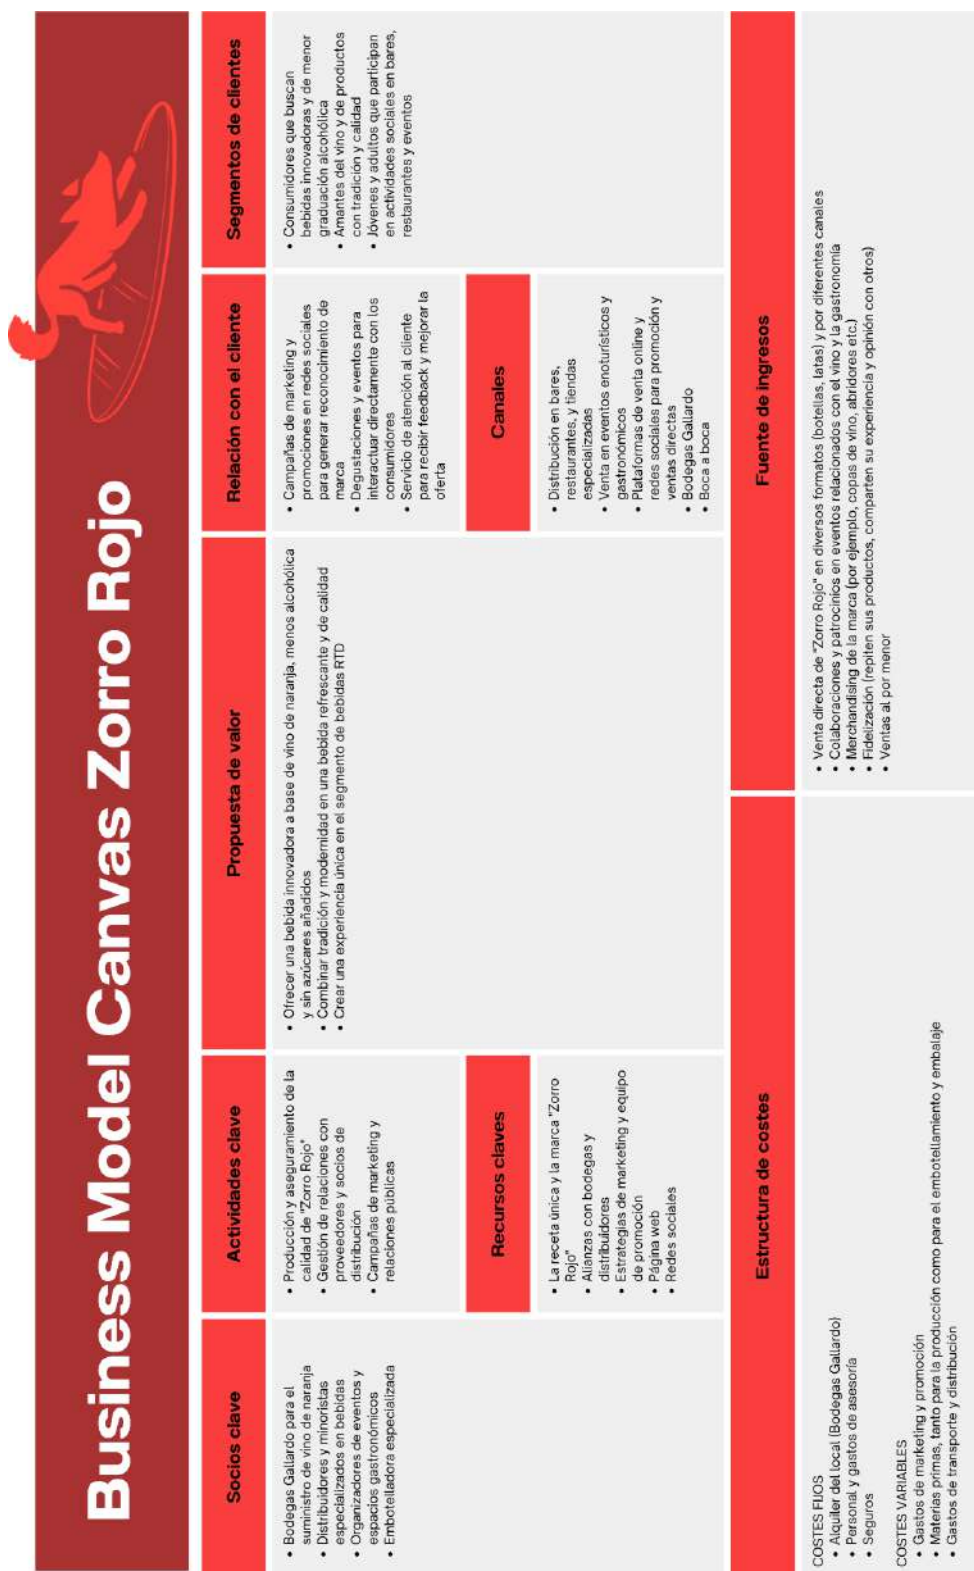 Business Model Canvas Zorro Rojo
Socios clave
• Bodegas Gallardo para el
suministro de vino de naranja
• Distribuidores y minoristas
especializados en bebidas
• Organizadores de eventos y
espacios gastronómicos
• Embotelladora especializada
Actividades clave
• Producción y aseguramiento de la
calidad de "Zorro Rojo"
• Gestión de relaciones con
proveedores y socios de
distribución
• Campañas de marketing y
relaciones públicas
Recursos claves
• La receta única y la marca "Zorro
Rojo"
• Alianzas con bodegas y
distribuidores
• Estrategias de marketing y equipo
de promoción
• Página web
• Redes sociales
Propuesta de valor
• Ofrecer una bebida innovadora a base de vino de naranja, menos alcohólica
y sin azúcares añadidos
• Combinar tradición y modernidad en una bebida refrescante y de calidad
• Crear una experiencia única en el segmento de bebidas RTD
Relación con el cliente
• Campañas de marketing y
promociones en redes sociales
para generar reconocimiento de
marca
• Degustaciones y eventos para
interactuar directamente con los
consumidores
• Servicio de atención al cliente
para recibir feedback y mejorar la
oferta
Canales
• Distribución en bares,
restaurantes, y tiendas
especializadas
• Venta en eventos enoturísticos y
gastronómicos
• Plataformas de venta online y
redes sociales para promoción y
ventas directas
• Bodegas Gallardo
• Boca a boca
Segmentos de clientes
• Consumidores que buscan
bebidas innovadoras y de menor
graduación alcohólica
• Amantes del vino y de productos
con tradición y calidad
• Jóvenes y adultos que participan
en actividades sociales en bares,
restaurantes y eventos
Estructura de costes
COSTES FIJOS
• Alquiler del local (Bodegas Gallardo)
• Personal y gastos de asesoría
• Seguros
COSTES VARIABLES
• Gastos de marketing y promoción
• Materias primas, tanto para la producción como para el embotellamiento y embalaje
• Gastos de transporte y distribución
Fuente de ingresos
• Venta directa de "Zorro Rojo" en diversos formatos (botellas, latas) y por diferentes canales
• Colaboraciones y patrocinios en eventos relacionados con el vino y la gastronomía
• Merchandising de la marca (por ejemplo, copas de vino, abridores etc.)
• Fidelización (repiten sus productos, comparten su experiencia y opinión con otros)
• Ventas al por menor